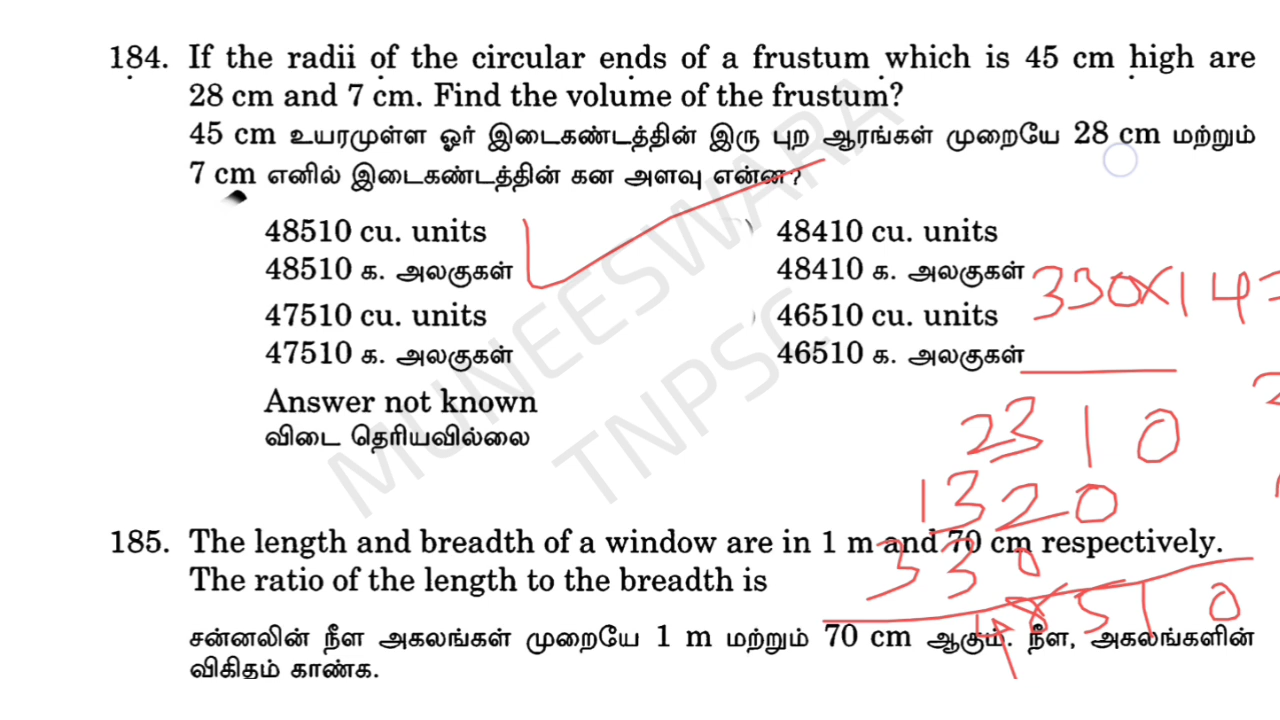 184. If the radii of the circular ends of a frustum which is 45 cm high are
28 cm and 7 cm. Find the volume of the frustum?
45 cm உயரமுள்ள ஓர் இடைகண்டத்தின் இரு புற ஆரங்கள் முறையே 28 cm மற்றும்
7 cm எனில் இடைகண்டத்தின் கன அளவு என்ன?
48510 cu. units
48510 க. அலகுகள்
48410 cu. units
48410 க. அலகுகள்
47510 cu. units
47510 க. அலகுகள்
46510 cu. units
46510 க. அலகுகள்
Answer not known
விடை தெரியவில்லை
330×147
2310
1320
330
48510
MUNEESWARA
TNPSC
185. The length and breadth of a window are in 1 m and 70 cm respectively.
The ratio of the length to the breadth is
சன்னலின் நீள அகலங்கள் முறையே 1 m மற்றும் 70 cm ஆகும். நீள, அகலங்களின்
விகிதம் காண்க.